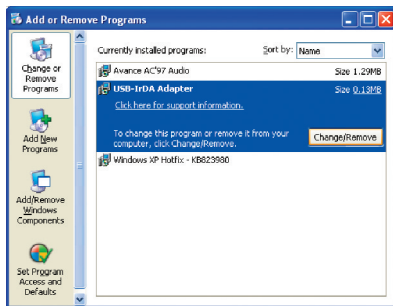 Add or Remove Programs
Change or
Remove
Programs
Add New
Programs
Add/Remove
Windows
Components
Set Program
Access and
Defaults
Currently installed programs:
Sort by: Name
Avance AC'97 Audio Size 1.29MB
USB-IrDA Adapter Size 0.13MB
Click here for support information.
To change this program or remove it from your
computer, click Change/Remove.
Change/Remove
Windows XP Hotfix - KB823980